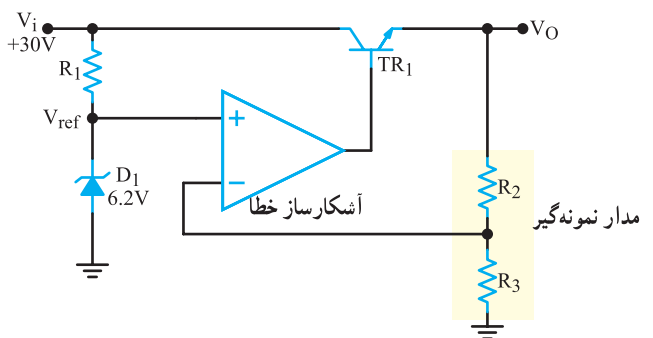 Vi
+30V
R1
Vref
D1
6.2V
+
−
آشکارساز خطا
TR1
VO
R2
R3
مدار نمونه‌گیر